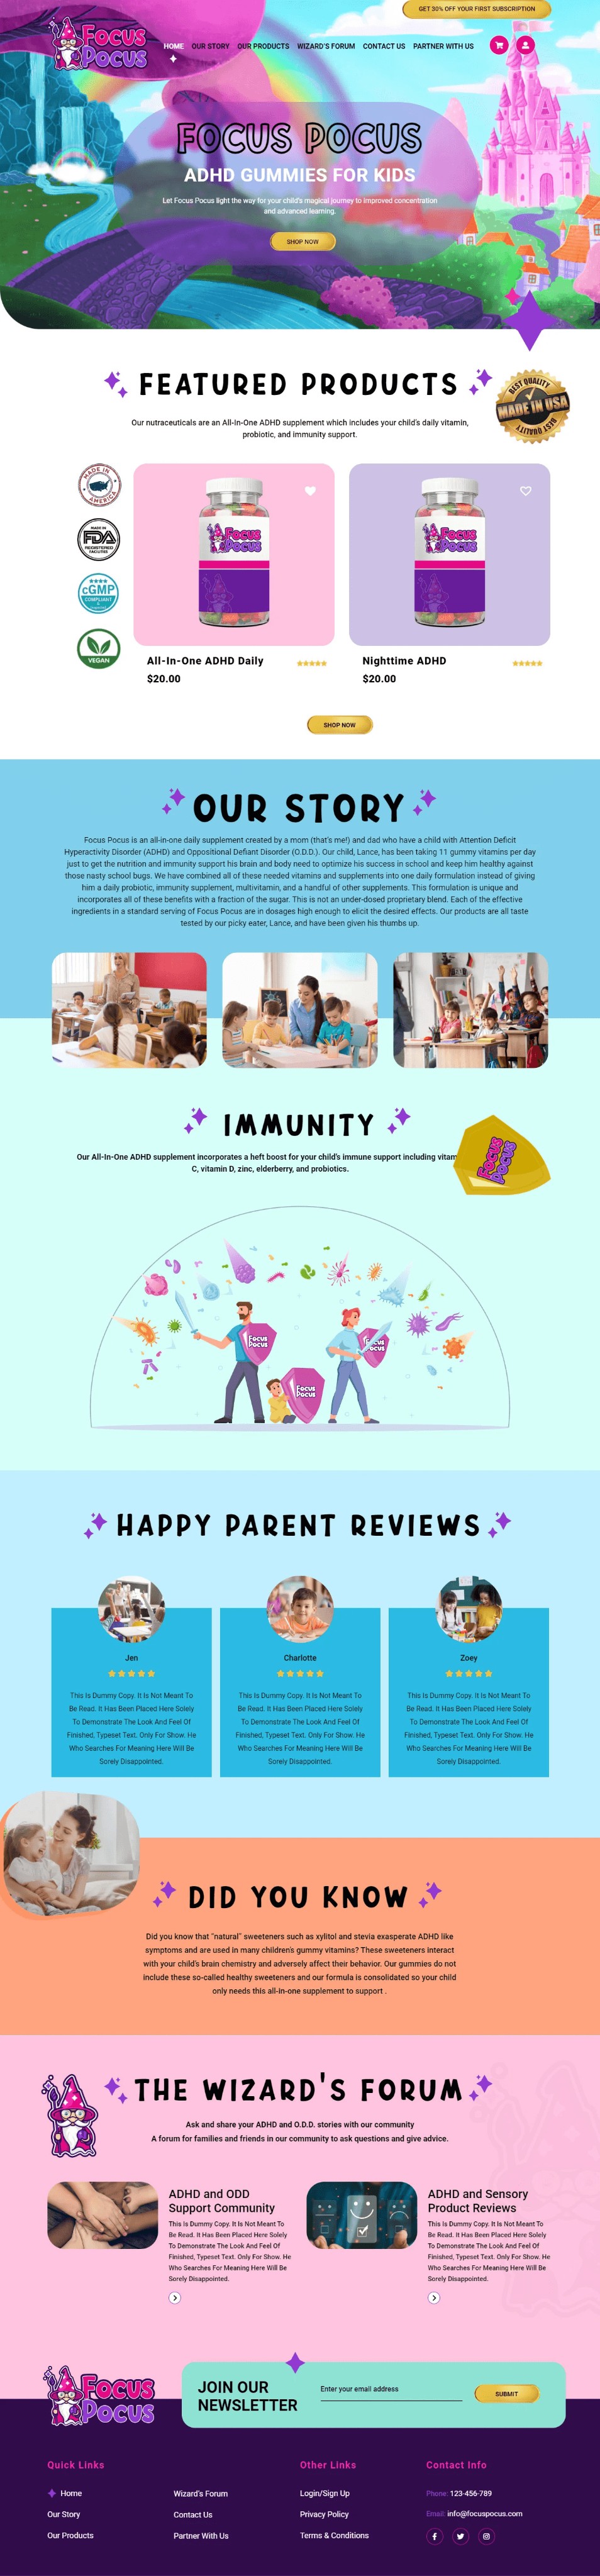 GET 30% OFF YOUR FIRST SUBSCRIPTION
Focus
Pocus
HOME OUR STORY OUR PRODUCTS WIZARD'S FORUM CONTACT US PARTNER WITH US
FOCUS POCUS
ADHD GUMMIES FOR KIDS
Let Focus Pocus light the way for your child's magical journey to improved concentration
and advanced learning.
SHOP NOW
FEATURED PRODUCTS
BEST QUALITY
MADE IN USA
BEST QUALITY
Our nutraceuticals are an All-In-One ADHD supplement which includes your child's daily vitamin,
probiotic, and immunity support.
MADE IN
AMERICA
MADE IN
FDA
REGISTERED
FACILITIES
cGMP
COMPLIANT
VEGAN
Focus
Pocus
Focus
Pocus
All-In-One ADHD Daily
$20.00
Nighttime ADHD
$20.00
SHOP NOW
OUR STORY
Focus Pocus is an all-in-one daily supplement created by a mom (that's me!) and dad who have a child with Attention Deficit
Hyperactivity Disorder (ADHD) and Oppositional Defiant Disorder (O.D.D.). Our child, Lance, has been taking 11 gummy vitamins per day
just to get the nutrition and immunity support his brain and body need to optimize his success in school and keep him healthy against
those nasty school bugs. We have combined all of these needed vitamins and supplements into one daily formulation instead of giving
him a daily probiotic, immunity supplement, multivitamin, and a handful of other supplements. This formulation is unique and
incorporates all of these benefits with a fraction of the sugar. This is not an under-dosed proprietary blend. Each of the effective
ingredients in a standard serving of Focus Pocus are in dosages high enough to elicit the desired effects. Our products are all taste
tested by our picky eater, Lance, and have been given his thumbs up.
IMMUNITY
Our All-In-One ADHD supplement incorporates a heft boost for your child's immune support including vitam
C, vitamin D, zinc, elderberry, and probiotics.
Focus
Pocus
Focus
Pocus
Focus
Pocus
Focus
Pocus
HAPPY PARENT REVIEWS
Jen
This Is Dummy Copy. It Is Not Meant To
Be Read. It Has Been Placed Here Solely
To Demonstrate The Look And Feel Of
Finished, Typeset Text. Only For Show. He
Who Searches For Meaning Here Will Be
Sorely Disappointed.
Charlotte
This Is Dummy Copy. It Is Not Meant To
Be Read. It Has Been Placed Here Solely
To Demonstrate The Look And Feel Of
Finished, Typeset Text. Only For Show. He
Who Searches For Meaning Here Will Be
Sorely Disappointed.
Zoey
This Is Dummy Copy. It Is Not Meant To
Be Read. It Has Been Placed Here Solely
To Demonstrate The Look And Feel Of
Finished, Typeset Text. Only For Show. He
Who Searches For Meaning Here Will Be
Sorely Disappointed.
DID YOU KNOW
Did you know that "natural" sweeteners such as xylitol and stevia exasperate ADHD like
symptoms and are used in many children's gummy vitamins? These sweeteners interact
with your child's brain chemistry and adversely affect their behavior. Our gummies do not
include these so-called healthy sweeteners and our formula is consolidated so your child
only needs this all-in-one supplement to support .
THE WIZARD'S FORUM
Ask and share your ADHD and O.D.D. stories with our community
A forum for families and friends in our community to ask questions and give advice.
ADHD and ODD
Support Community
This Is Dummy Copy. It Is Not Meant To
Be Read. It Has Been Placed Here Solely
To Demonstrate The Look And Feel Of
Finished, Typeset Text. Only For Show. He
Who Searches For Meaning Here Will Be
Sorely Disappointed.
ADHD and Sensory
Product Reviews
This Is Dummy Copy. It Is Not Meant To
Be Read. It Has Been Placed Here Solely
To Demonstrate The Look And Feel Of
Finished, Typeset Text. Only For Show. He
Who Searches For Meaning Here Will Be
Sorely Disappointed.
Focus
Pocus
JOIN OUR
NEWSLETTER
Enter your email address
SUBMIT
Quick Links
Home
Our Story
Our Products
Wizard's Forum
Contact Us
Partner With Us
Other Links
Login/Sign Up
Privacy Policy
Terms & Conditions
Contact Info
Phone: 123-456-789
Email: info@focuspocus.com